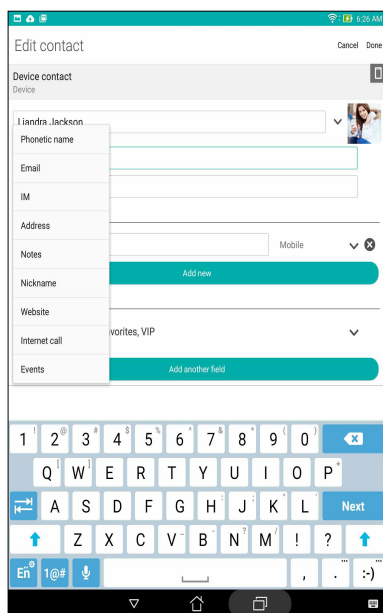 6:26 AM
Edit contact
Cancel Done
Device contact
Device
Liandra Jackson
Phonetic name
Email
IM
Address
Notes
Nickname
Website
Internet call
Events
Mobile
Add new
vorites, VIP
Add another field
1 ! 2 @ 3 # 4 $ 5 % 6 ^ 7 & 8 * 9 ( 0 )
Q [ W ] E R T Y U I O P +
A S D F G H : J ; K " L ' Next
Z X C V - B _ N ? M / ! ?
En 1@# , . ... :-) ...